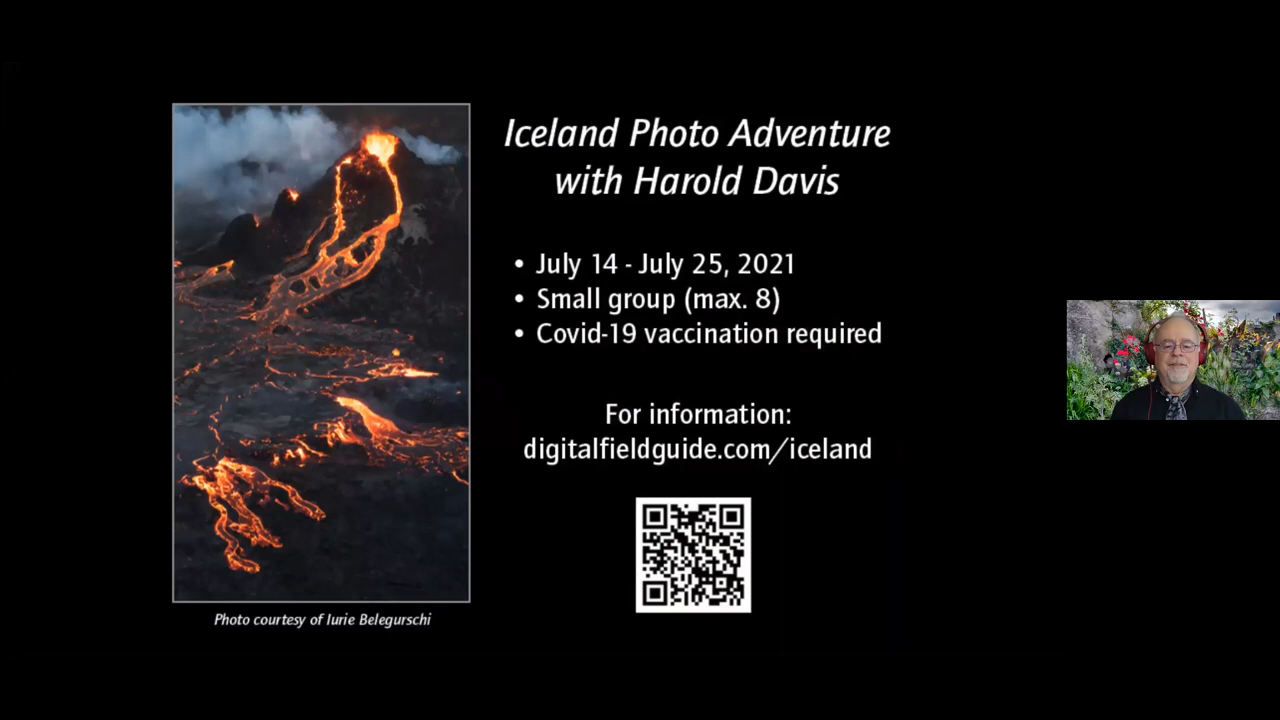 Iceland Photo Adventure
with Harold Davis
• July 14 - July 25, 2021
• Small group (max. 8)
• Covid-19 vaccination required
For information:
digitalfieldguide.com/iceland
Photo courtesy of Iurie Belegurschi